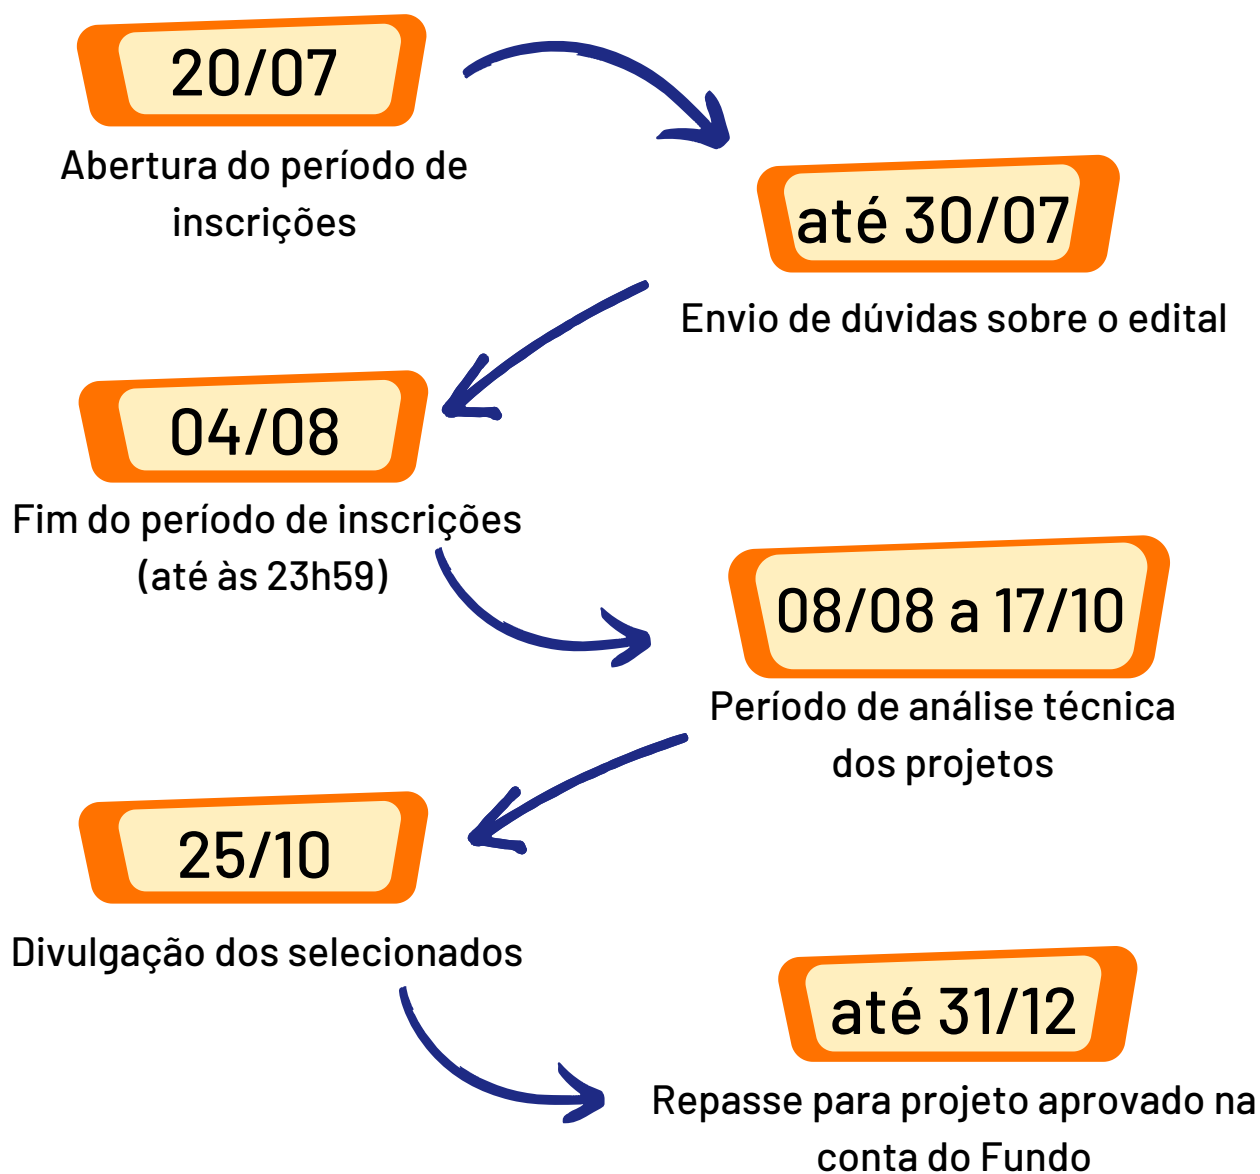 20/07
Abertura do período de
inscrições
até 30/07
Envio de dúvidas sobre o edital
04/08
Fim do período de inscrições
(até às 23h59)
08/08 a 17/10
Período de análise técnica
dos projetos
25/10
Divulgação dos selecionados
até 31/12
Repasse para projeto aprovado na
conta do Fundo